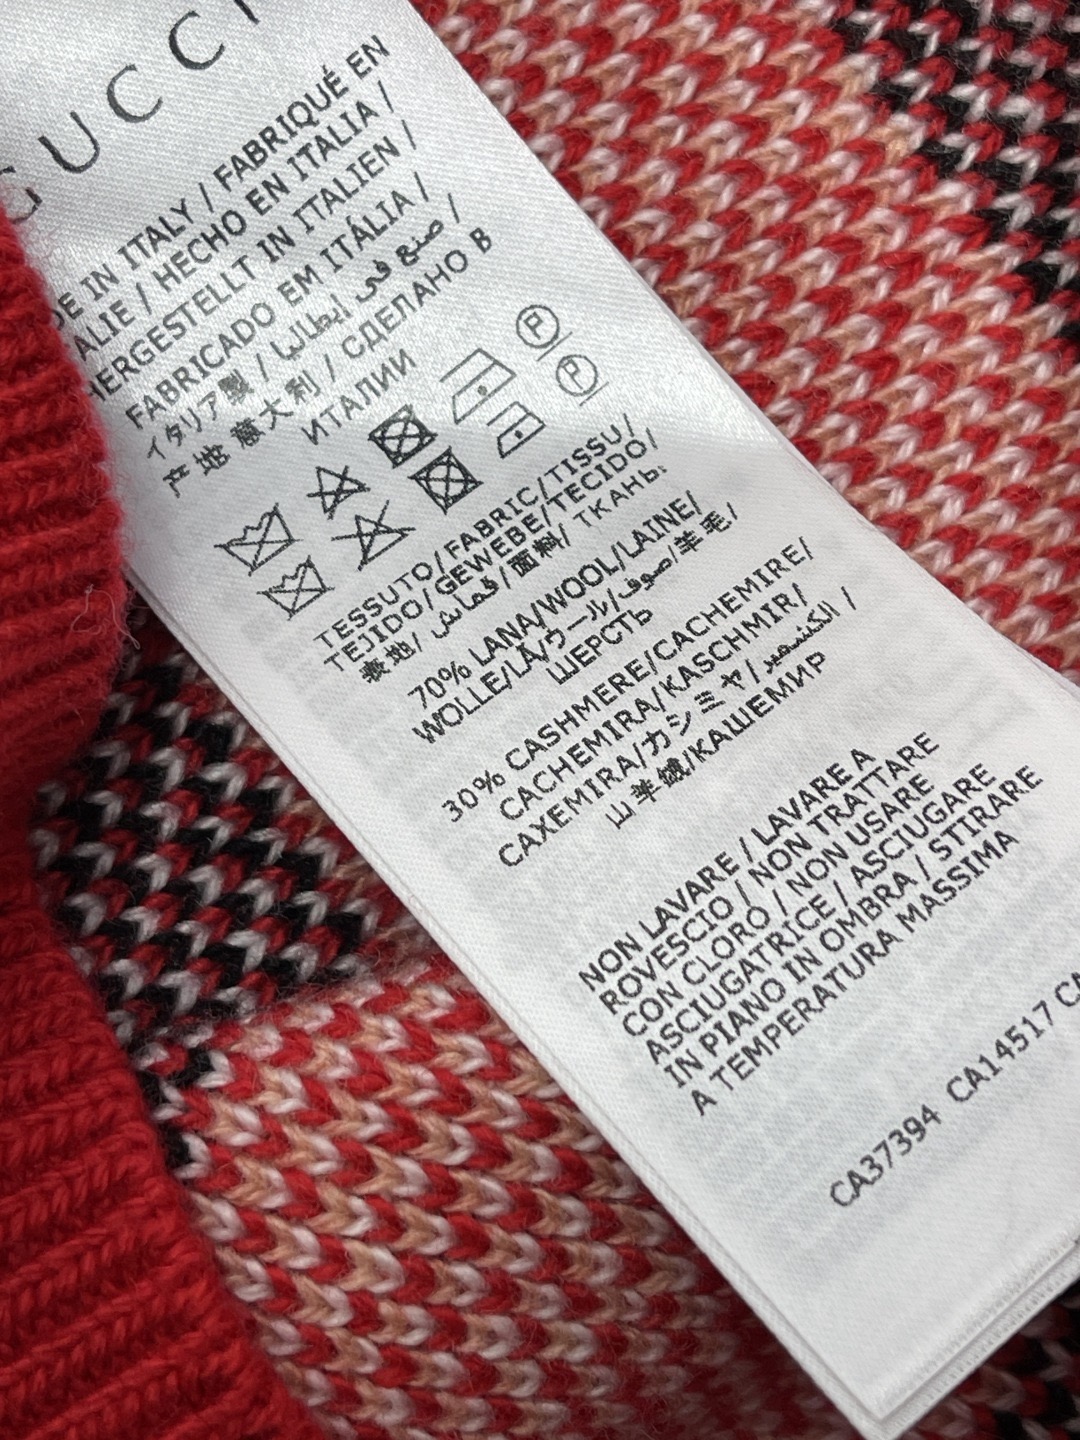 GUCCI
DE IN ITALY / FABRIQUÉ EN
ALIE / HECHO EN ITALIA /
HERGESTELLT IN ITALIEN /
FABRICADO EM ITÁLIA /
イタリア製 / صنع في إيطاليا /
产地 意大利 / СДЕЛАНО В
ИТАЛИИ
P
P
TESSUTO/FABRIC/TISSU/
TEJIDO/GEWEBE/TECIDO/
表地/ قماش/面料/ ТКАНЬ:
70% LANA/WOOL/LAINE/
WOLLE/LÃ/ウール/صوف/羊毛/
ШЕРСТЬ
30% CASHMERE/CACHEMIRE/
CACHEMIRA/KASCHMIR/
CAXEMIRA/カシミヤ/الكشمير /
山羊绒/КАШЕМИР
NON LAVARE / LAVARE A
ROVESCIO / NON TRATTARE
CON CLORO / NON USARE
ASCIUGATRICE / ASCIUGARE
IN PIANO IN OMBRA / STIRARE
A TEMPERATURA MASSIMA
CA37394 CA14517 CA